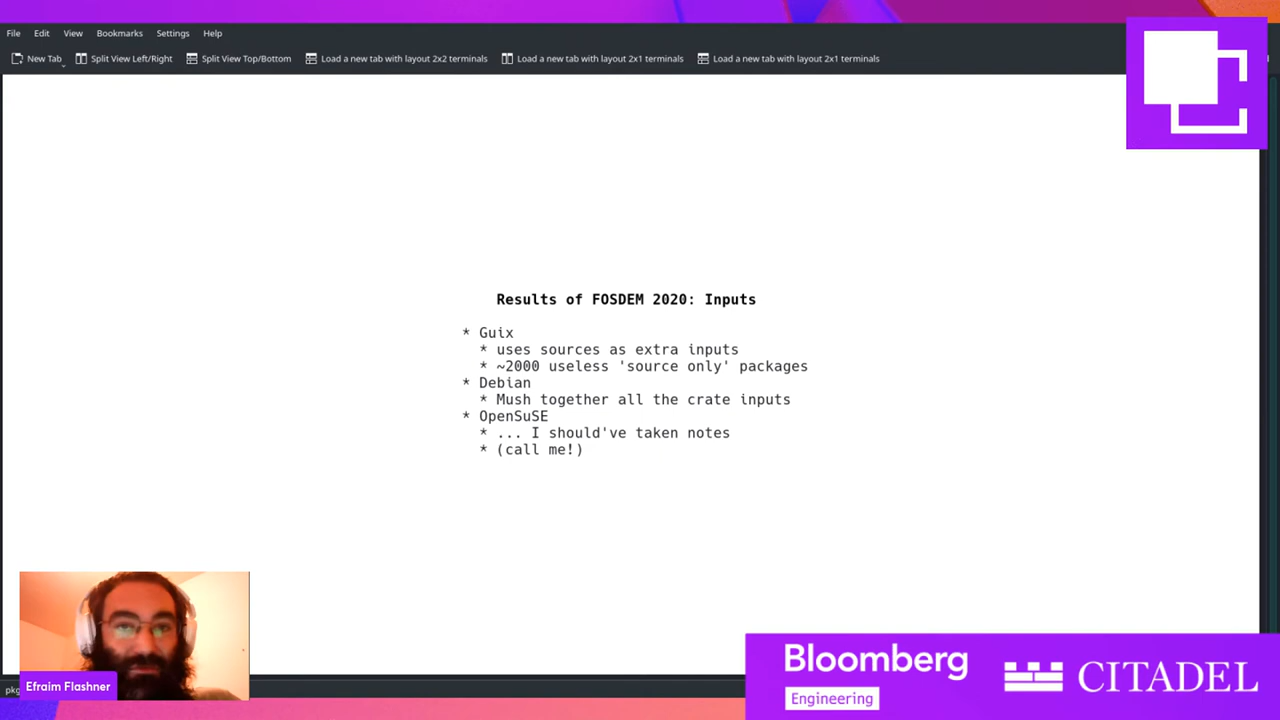 File Edit View Bookmarks Settings Help
New Tab Split View Left/Right Split View Top/Bottom Load a new tab with layout 2x2 terminals Load a new tab with layout 2x1 terminals Load a new tab with layout 2x1 terminals
Results of FOSDEM 2020: Inputs
* Guix
* uses sources as extra inputs
* ~2000 useless 'source only' packages
* Debian
* Mush together all the crate inputs
* OpenSuSE
* ... I should've taken notes
* (call me!)
Efraim Flashner
Bloomberg
Engineering
CITADEL